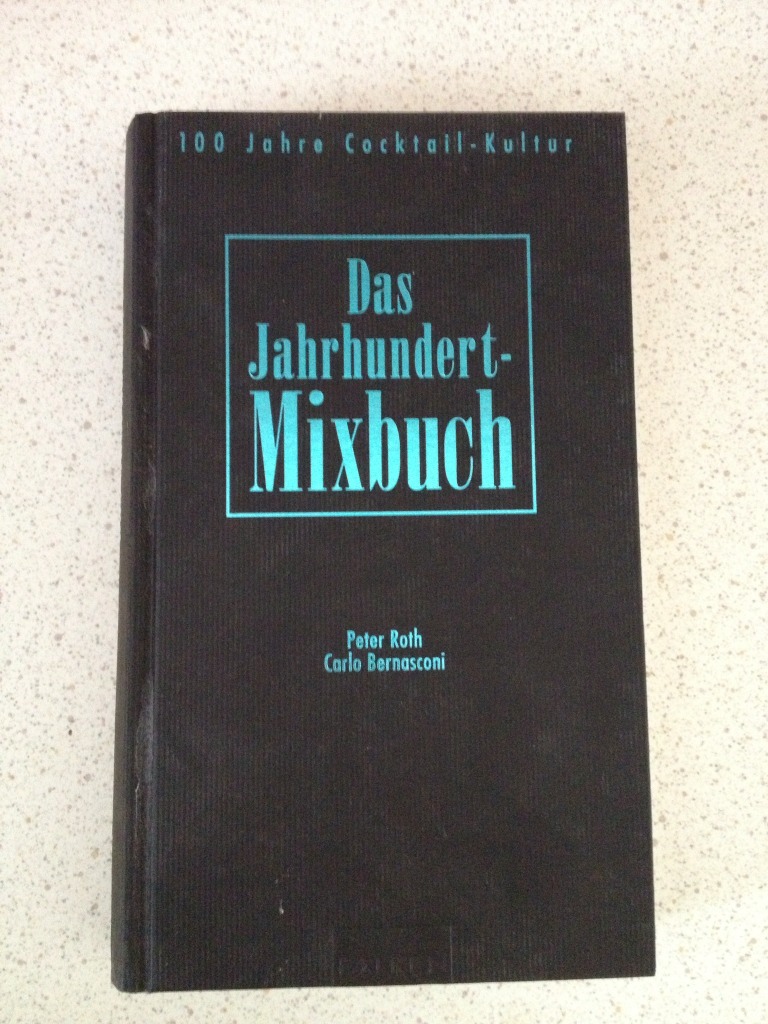 100 Jahre Cocktail-Kultur
Das
Jahrhundert-
Mixbuch
Peter Roth
Carlo Bernasconi